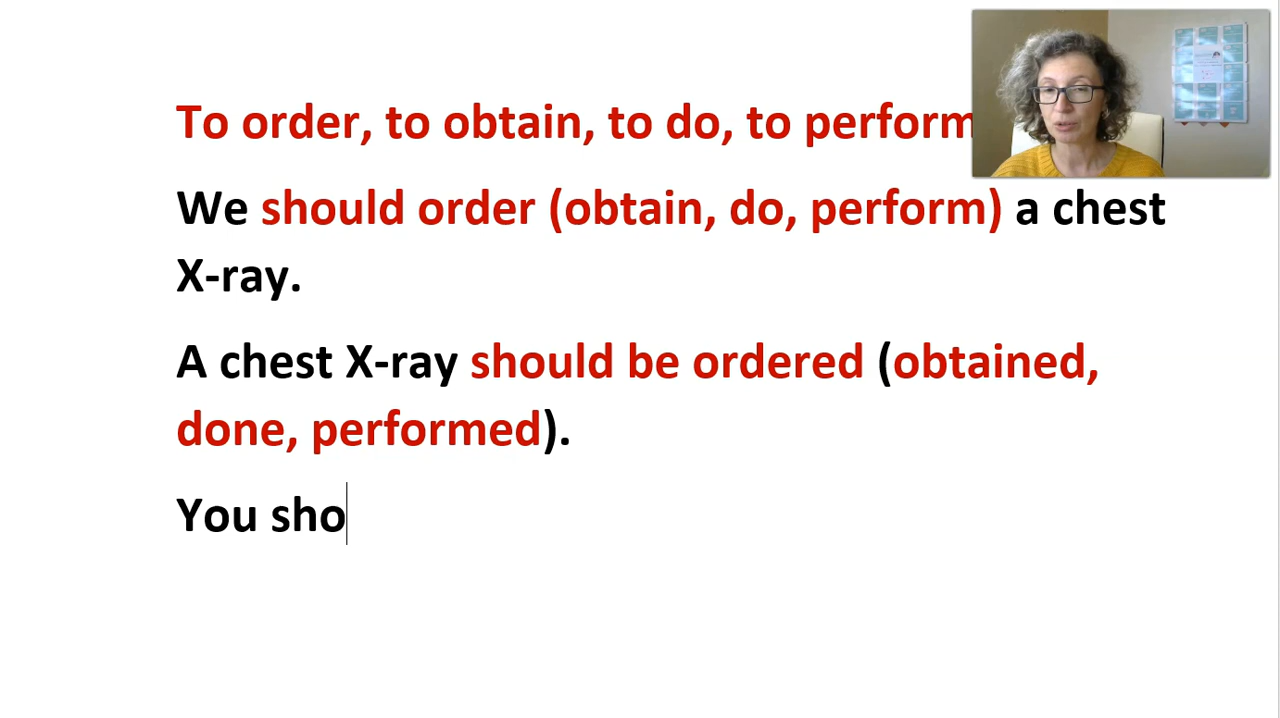 To order, to obtain, to do, to perform
We should order (obtain, do, perform) a chest
X-ray.
A chest X-ray should be ordered (obtained,
done, performed).
You sho